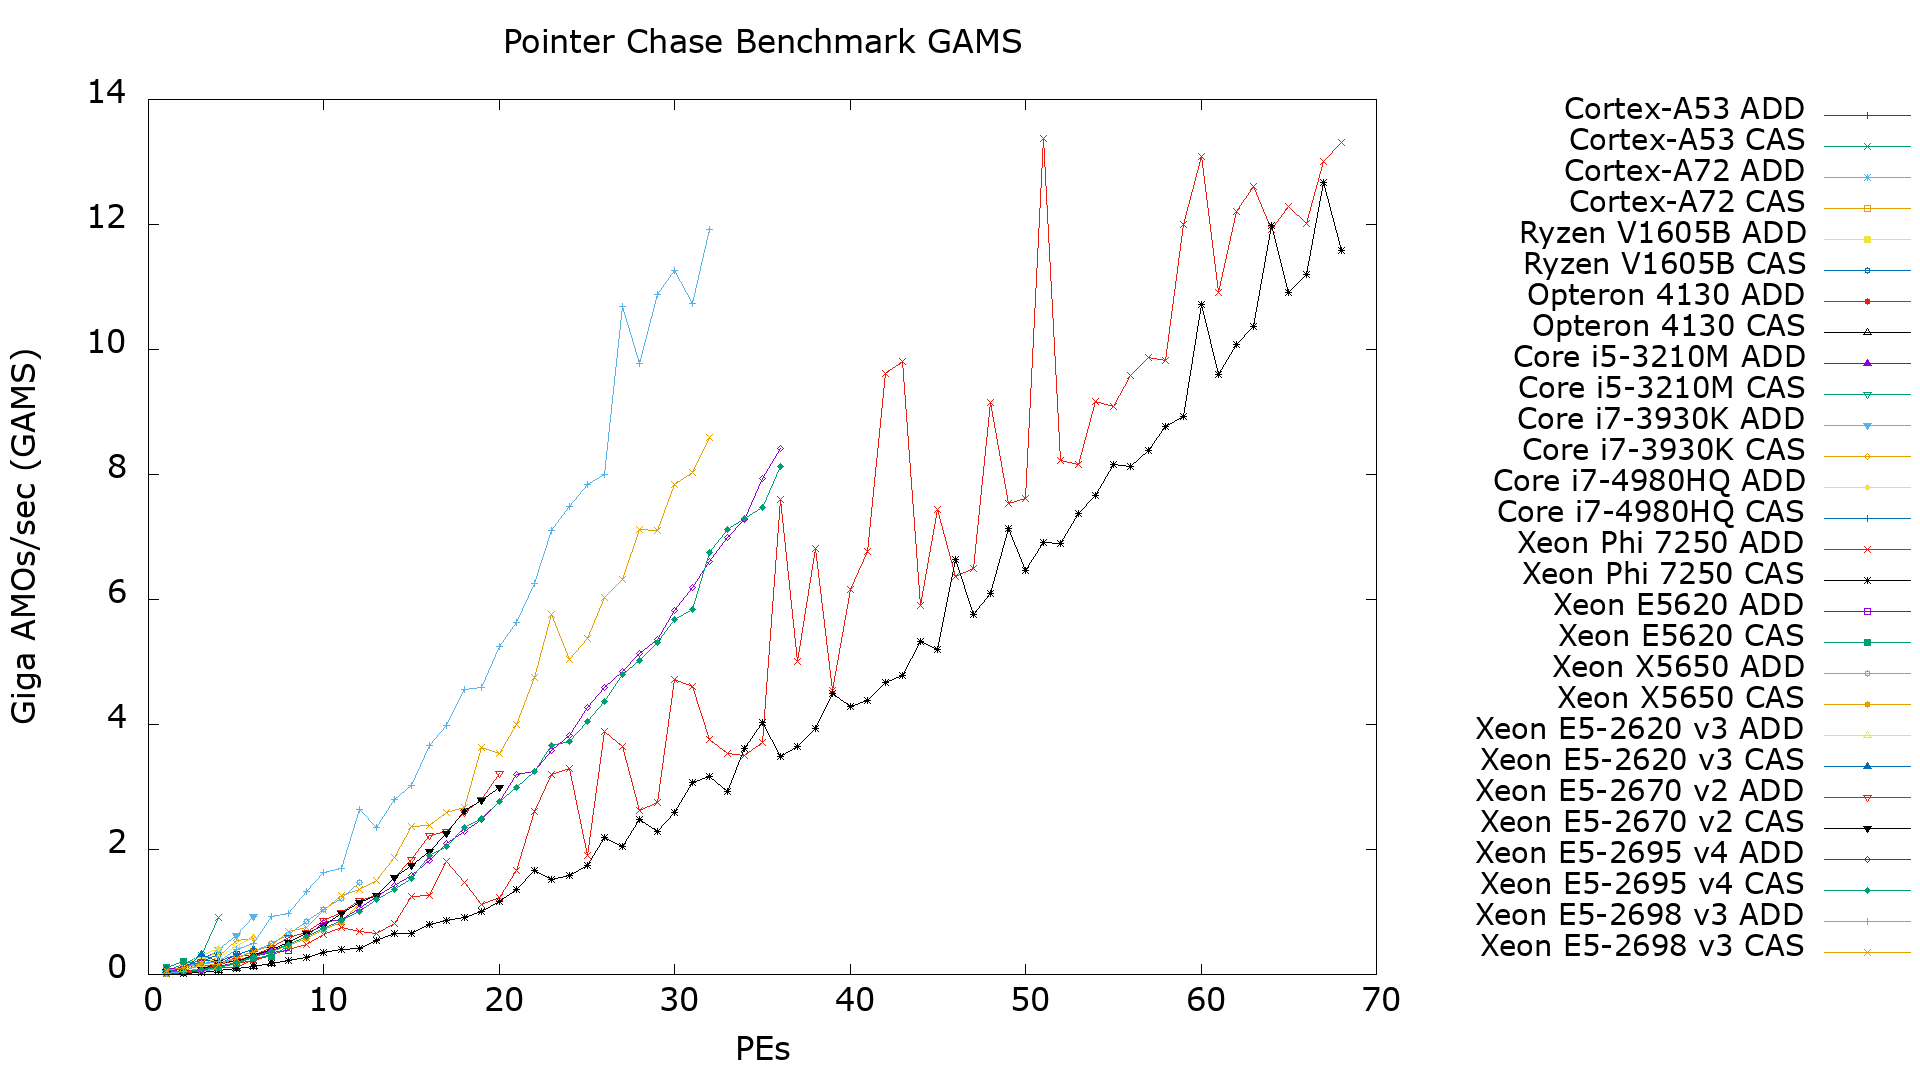 Pointer Chase Benchmark GAMS
14
12
10
8
6
4
2
0
Giga AMOs/sec (GAMS)
0 10 20 30 40 50 60 70
PEs
Cortex-A53 ADD
Cortex-A53 CAS
Cortex-A72 ADD
Cortex-A72 CAS
Ryzen V1605B ADD
Ryzen V1605B CAS
Opteron 4130 ADD
Opteron 4130 CAS
Core i5-3210M ADD
Core i5-3210M CAS
Core i7-3930K ADD
Core i7-3930K CAS
Core i7-4980HQ ADD
Core i7-4980HQ CAS
Xeon Phi 7250 ADD
Xeon Phi 7250 CAS
Xeon E5620 ADD
Xeon E5620 CAS
Xeon X5650 ADD
Xeon X5650 CAS
Xeon E5-2620 v3 ADD
Xeon E5-2620 v3 CAS
Xeon E5-2670 v2 ADD
Xeon E5-2670 v2 CAS
Xeon E5-2695 v4 ADD
Xeon E5-2695 v4 CAS
Xeon E5-2698 v3 ADD
Xeon E5-2698 v3 CAS